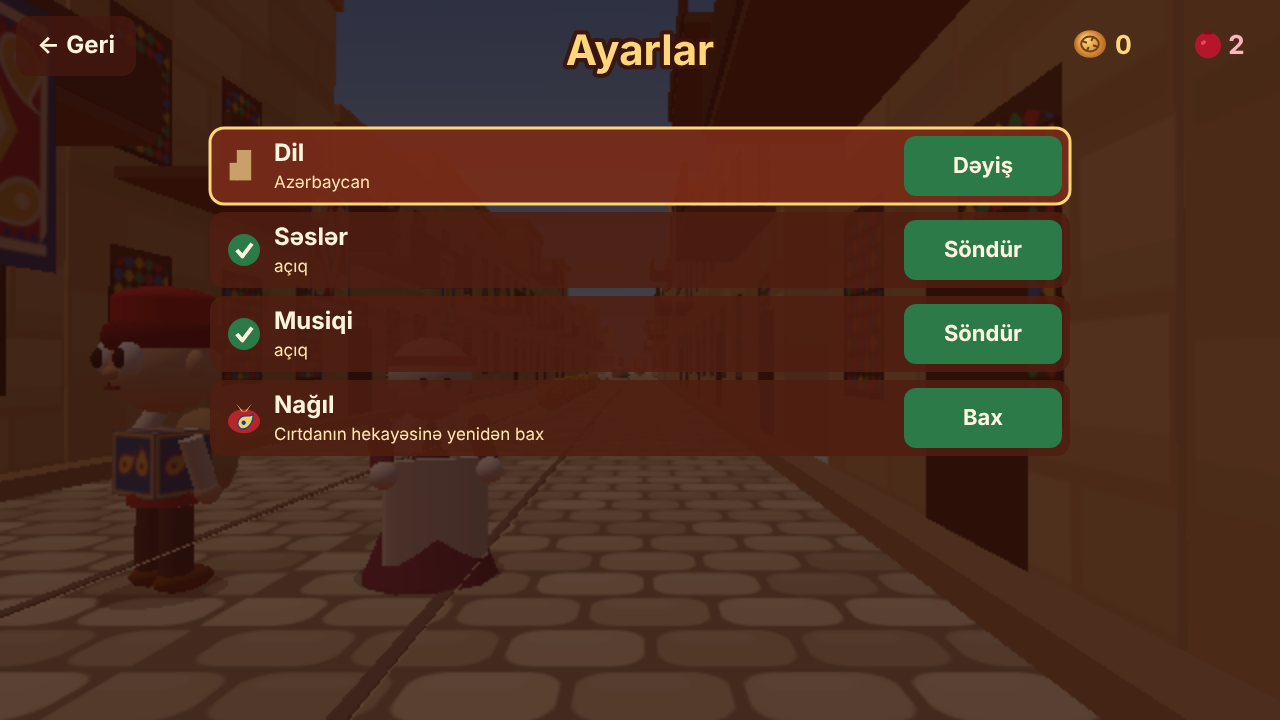 ← Geri
Ayarlar
0
2
Dil
Azərbaycan
Dəyiş
Səslər
açıq
Söndür
Musiqi
açıq
Söndür
Nağıl
Cırtdanın hekayəsinə yenidən bax
Bax